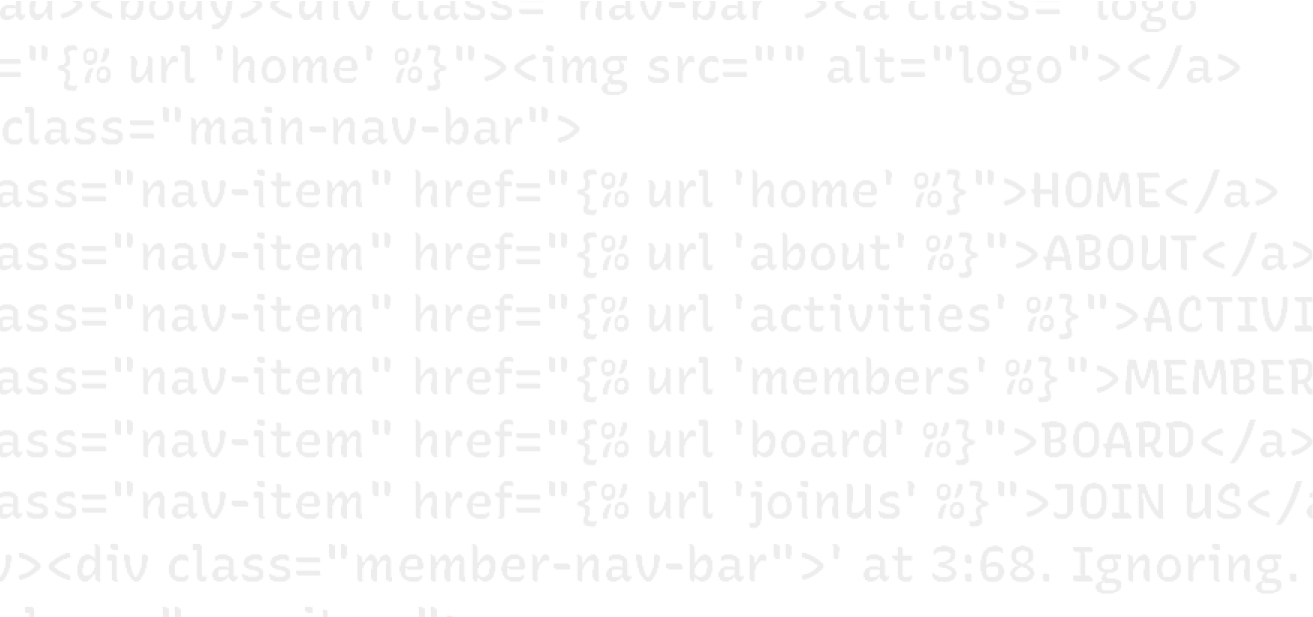 ad><body><div class="nav-bar"><a class="logo
="{% url 'home' %}"><img src="" alt="logo"></a>
class="main-nav-bar">
ass="nav-item" href="{% url 'home' %}">HOME</a>
ass="nav-item" href="{% url 'about' %}">ABOUT</a>
ass="nav-item" href="{% url 'activities' %}">ACTIVI
ass="nav-item" href="{% url 'members' %}">MEMBER
ass="nav-item" href="{% url 'board' %}">BOARD</a>
ass="nav-item" href="{% url 'joinUs' %}">JOIN US</a
v><div class="member-nav-bar">' at 3:68. Ignoring.